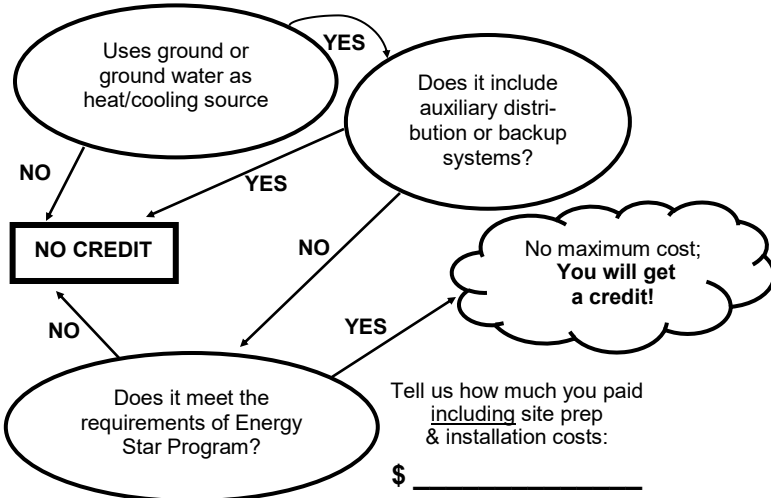 Uses ground or
ground water as
heat/cooling source
YES
Does it include
auxiliary distri-
bution or backup
systems?
NO
YES
NO CREDIT
NO
No maximum cost;
You will get
a credit!
NO
YES
Does it meet the
requirements of Energy
Star Program?
Tell us how much you paid
including site prep
& installation costs:
$ ________________